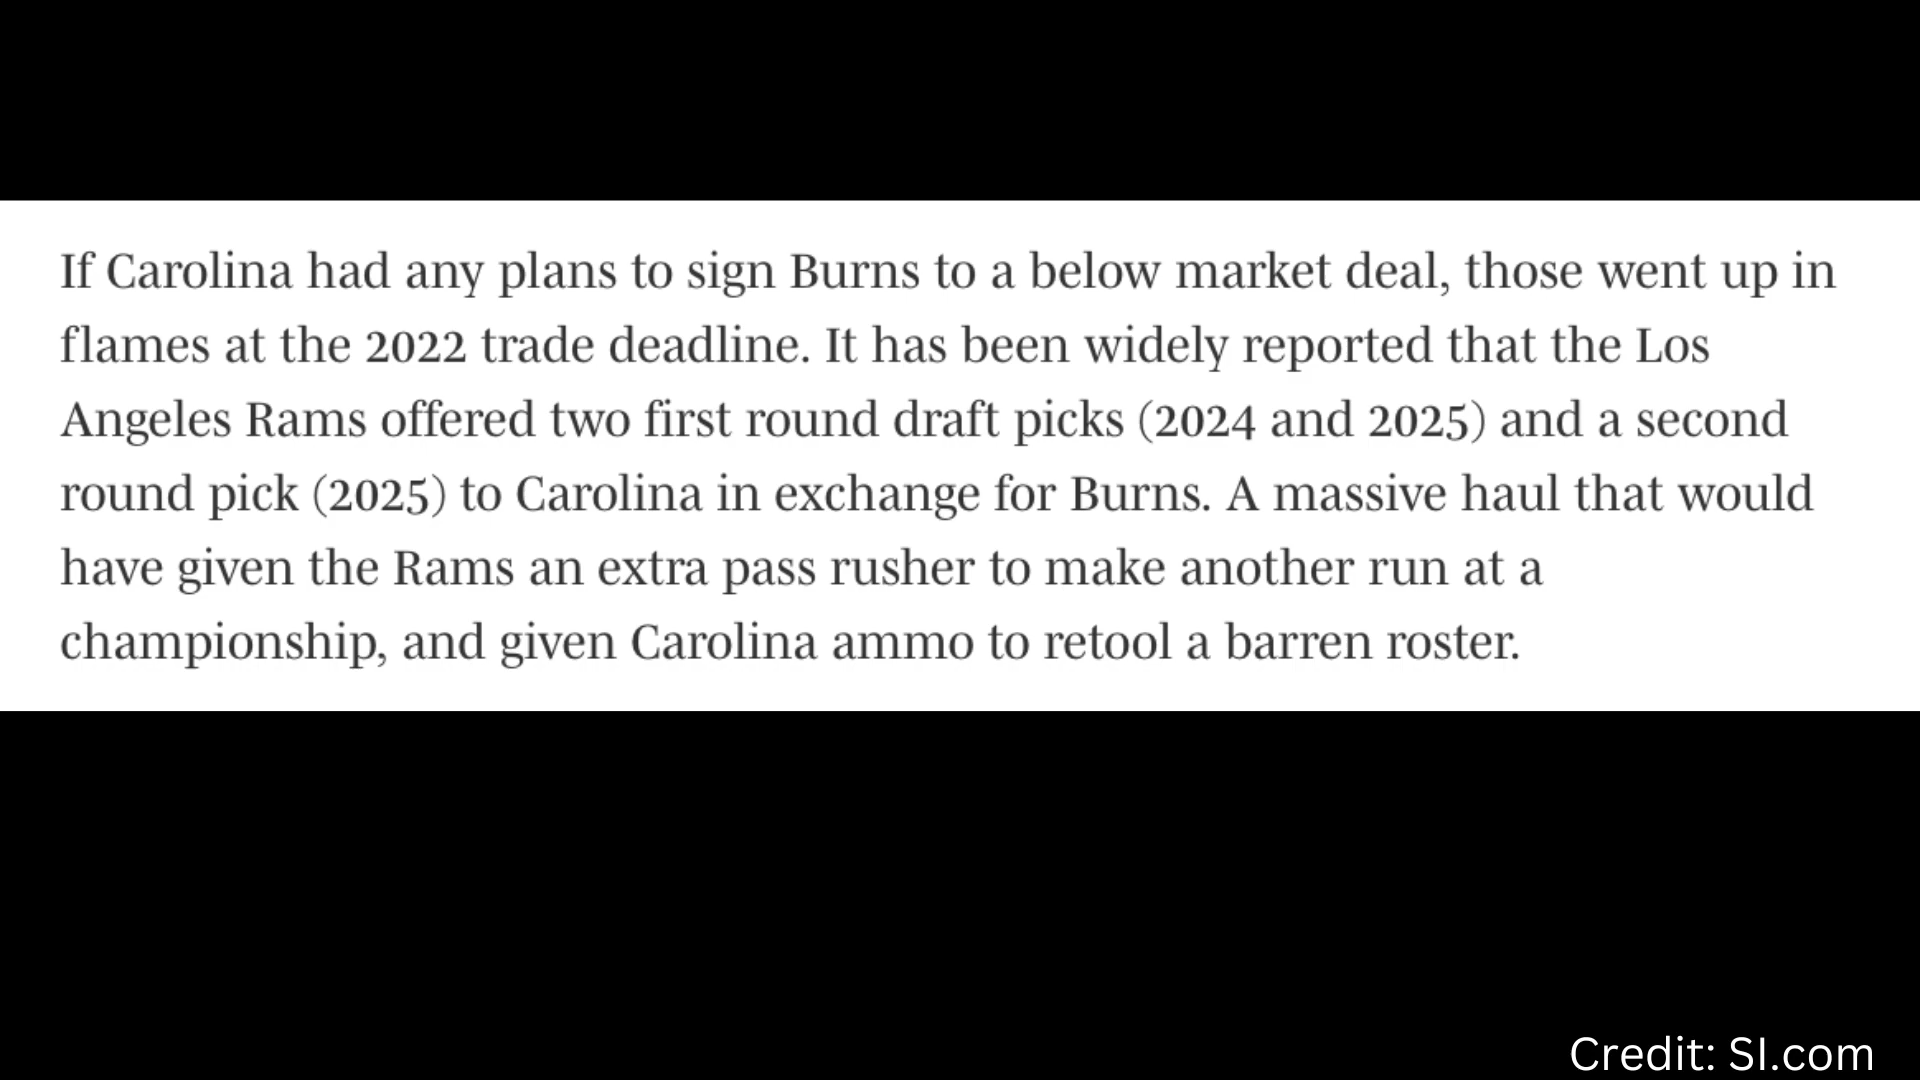 If Carolina had any plans to sign Burns to a below market deal, those went up in
flames at the 2022 trade deadline. It has been widely reported that the Los
Angeles Rams offered two first round draft picks (2024 and 2025) and a second
round pick (2025) to Carolina in exchange for Burns. A massive haul that would
have given the Rams an extra pass rusher to make another run at a
championship, and given Carolina ammo to retool a barren roster.
Credit: SI.com